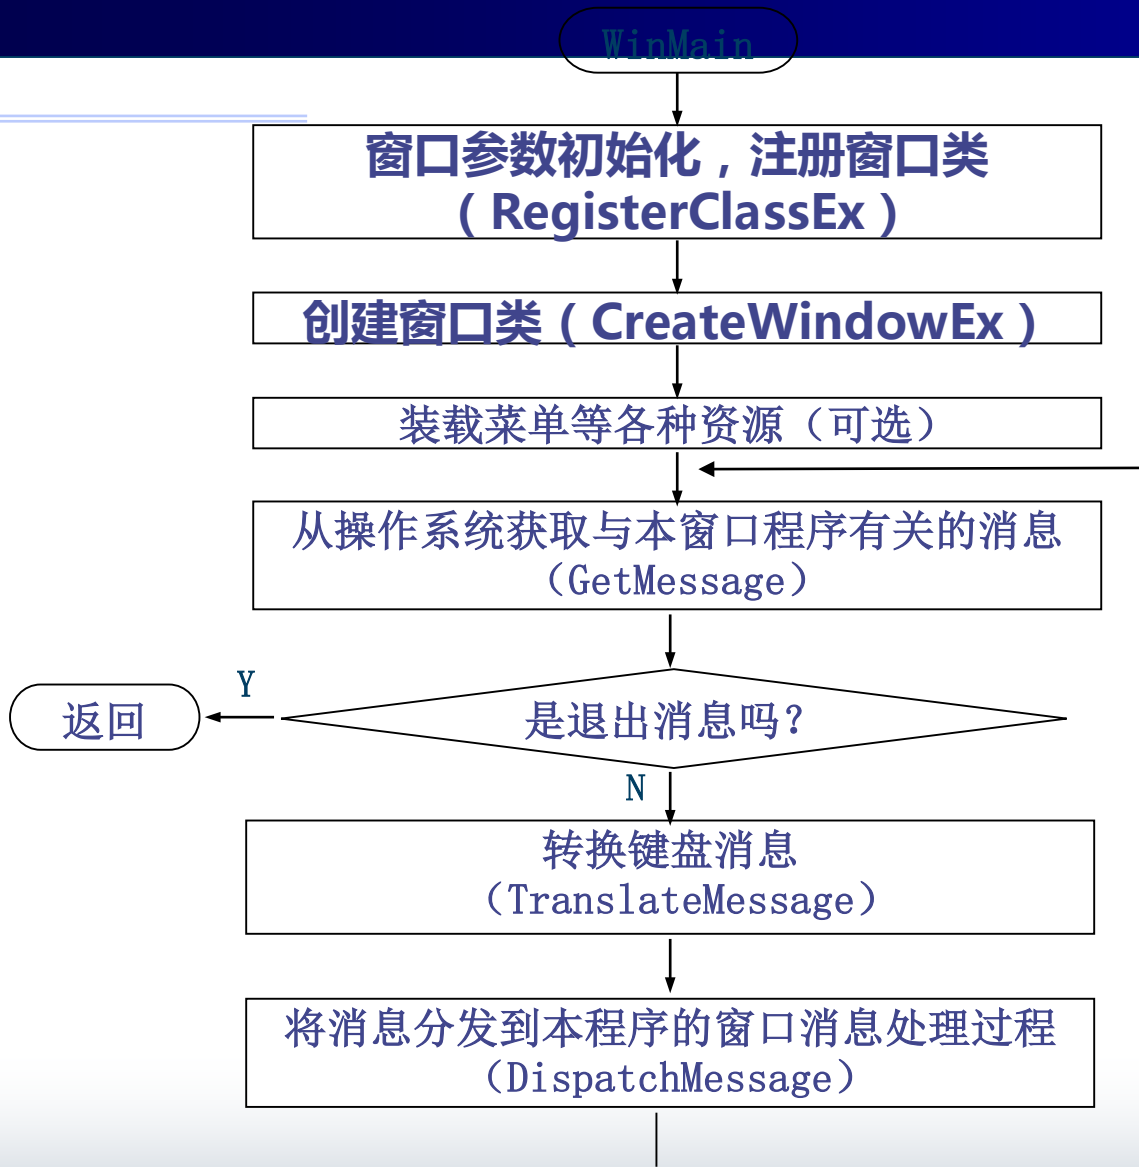 WinMain
窗口参数初始化，注册窗口类
（RegisterClassEx）
创建窗口类（CreateWindowEx）
装载菜单等各种资源（可选）
从操作系统获取与本窗口程序有关的消息
（GetMessage）
Y
返回
是退出消息吗？
N
转换键盘消息
（TranslateMessage）
将消息分发到本程序的窗口消息处理过程
（DispatchMessage）